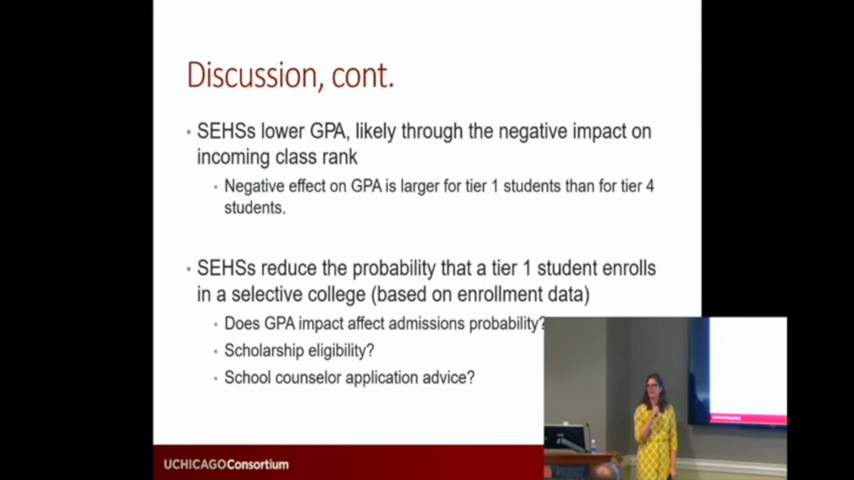 Discussion, cont.
• SEHSs lower GPA, likely through the negative impact on
incoming class rank
• Negative effect on GPA is larger for tier 1 students than for tier 4
students.
• SEHSs reduce the probability that a tier 1 student enrolls
in a selective college (based on enrollment data)
• Does GPA impact affect admissions probability?
• Scholarship eligibility?
• School counselor application advice?
UCHICAGOConsortium